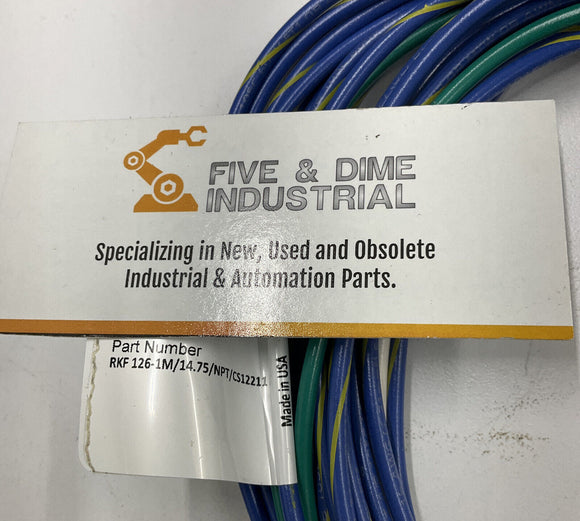 FIVE & DIME
INDUSTRIAL
Specializing in New, Used and Obsolete
Industrial & Automation Parts.
Part Number
RKF 126-1M/14.75/NPT/CS12211
Made in USA